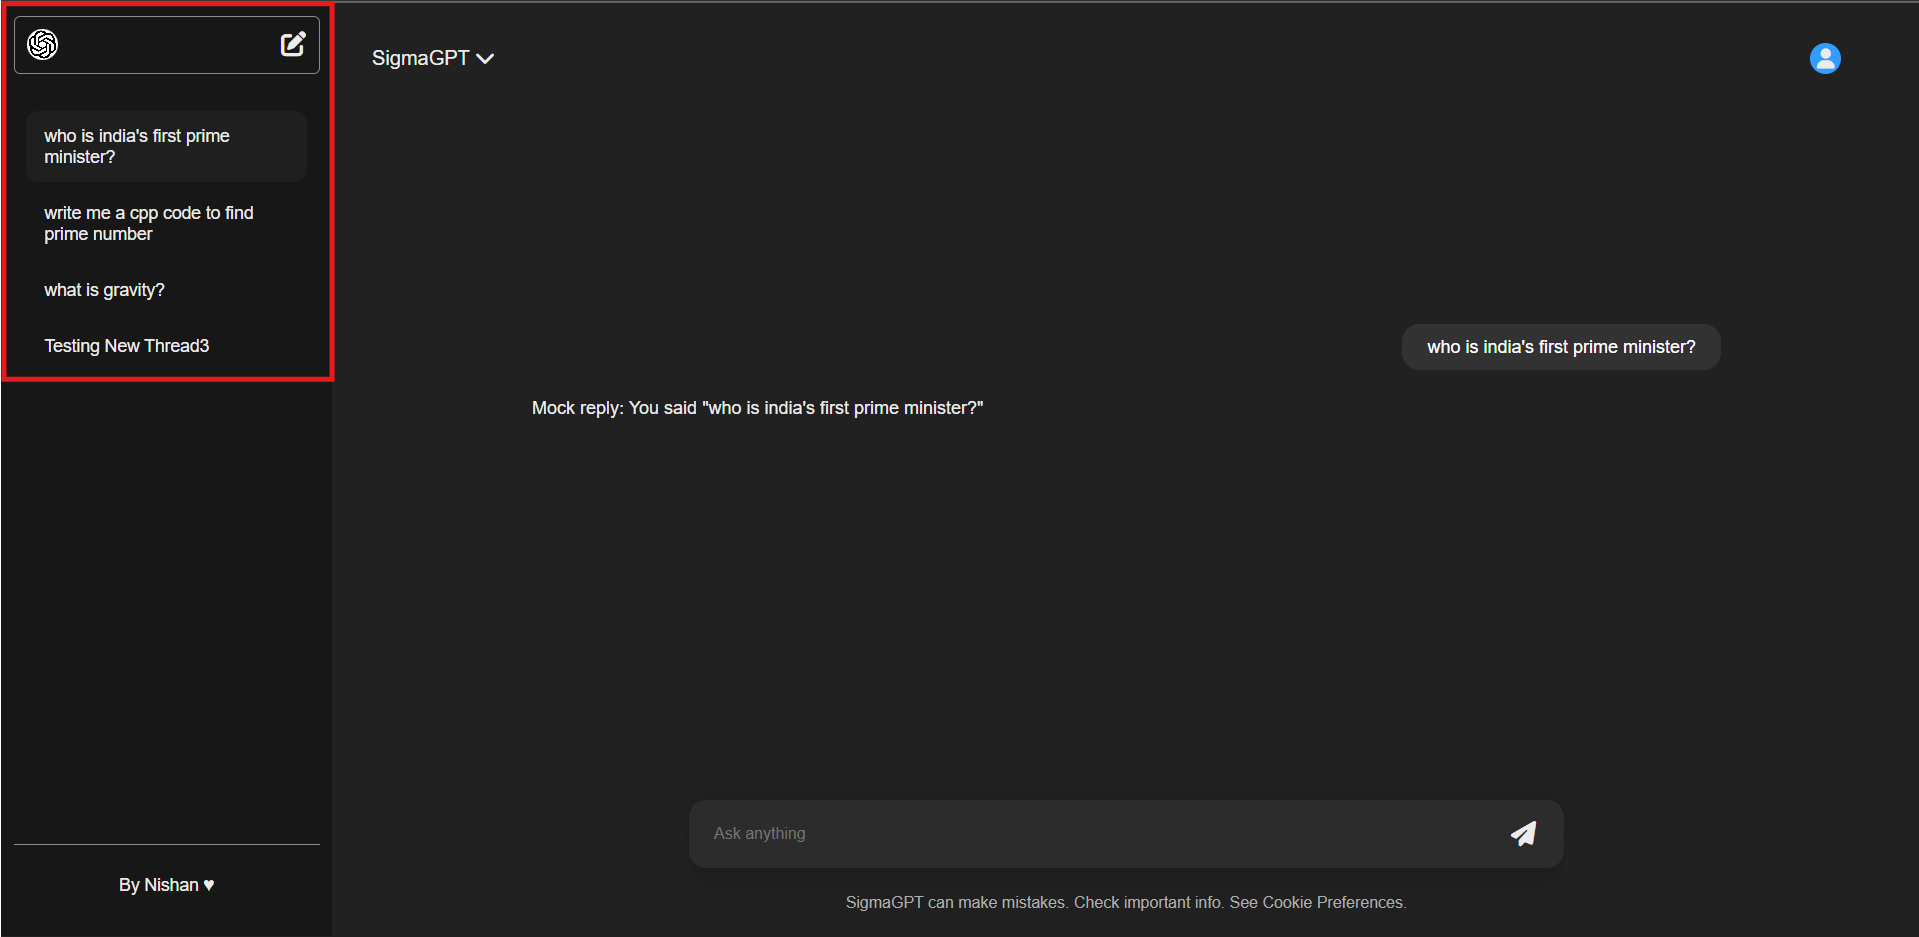 who is india's first prime
minister?
write me a cpp code to find
prime number
what is gravity?
Testing New Thread3
By Nishan ♥
SigmaGPT
who is india's first prime minister?
Mock reply: You said "who is india's first prime minister?"
Ask anything
SigmaGPT can make mistakes. Check important info. See Cookie Preferences.